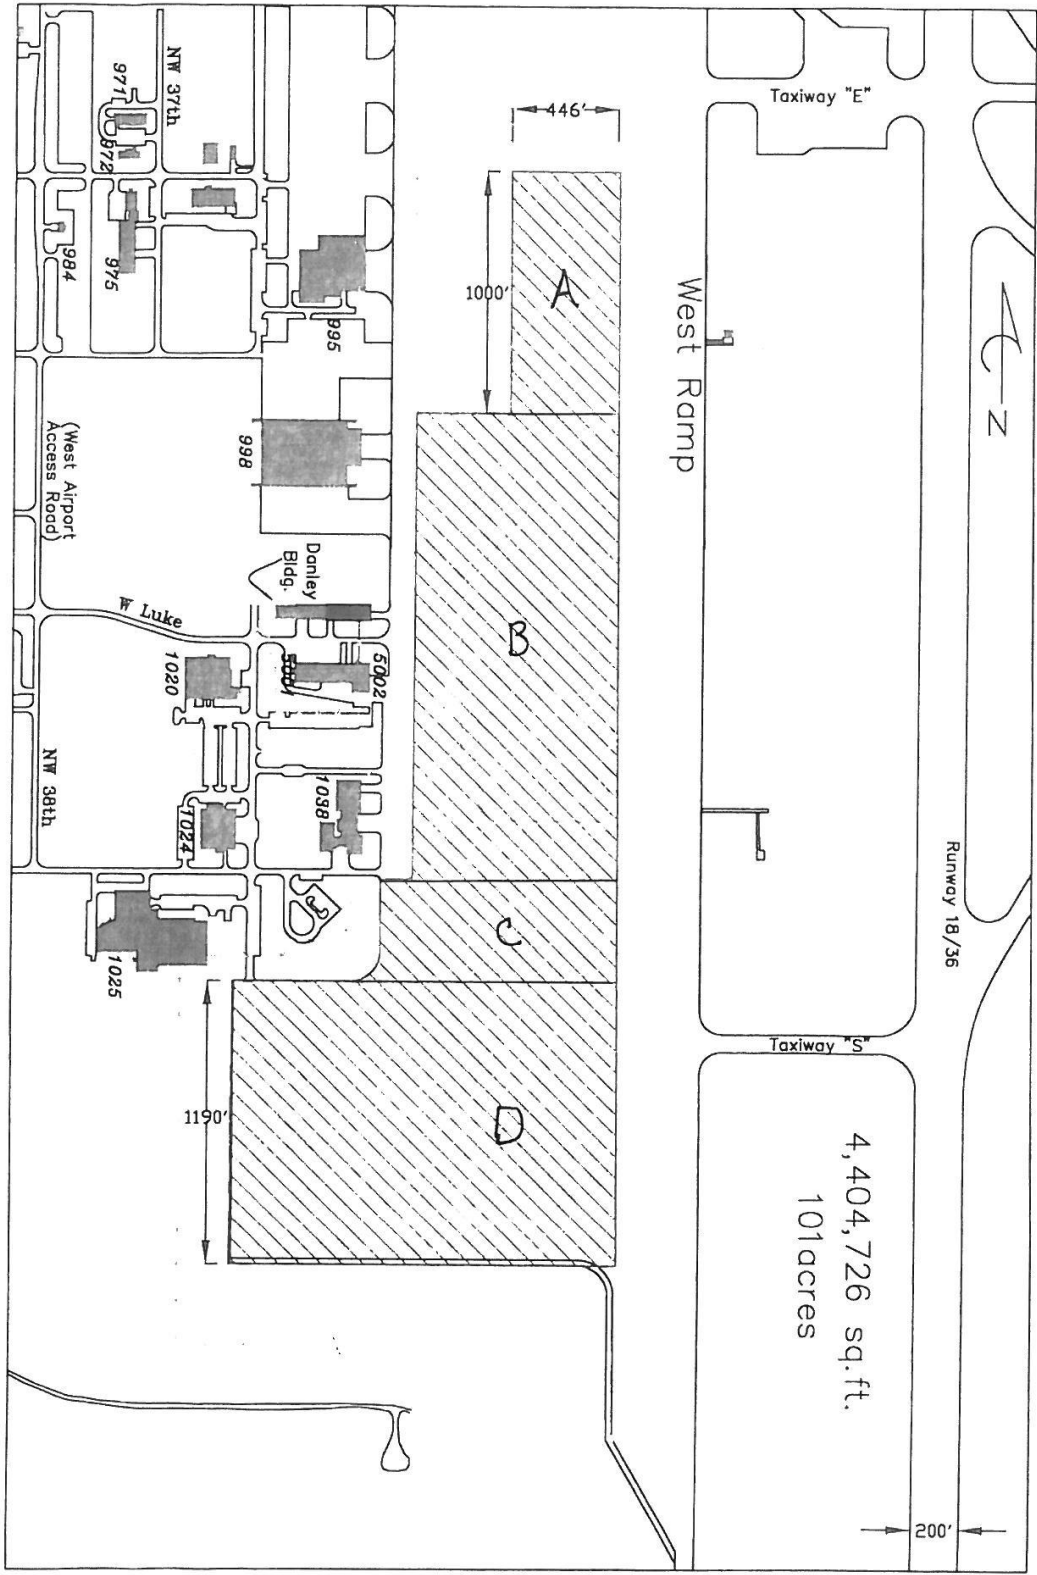 Taxiway "E"
446'
NW 37th
971
972
975
984
995
998
1000'
A
West Ramp
N
(West Airport
Access Road)
Danley
Bldg.
W Luke
B
5002
5001
1020
1038
1024
NW 38th
Runway 18/36
C
1025
Taxiway "S"
1190'
D
4,404,726 sq.ft.
101acres
200'